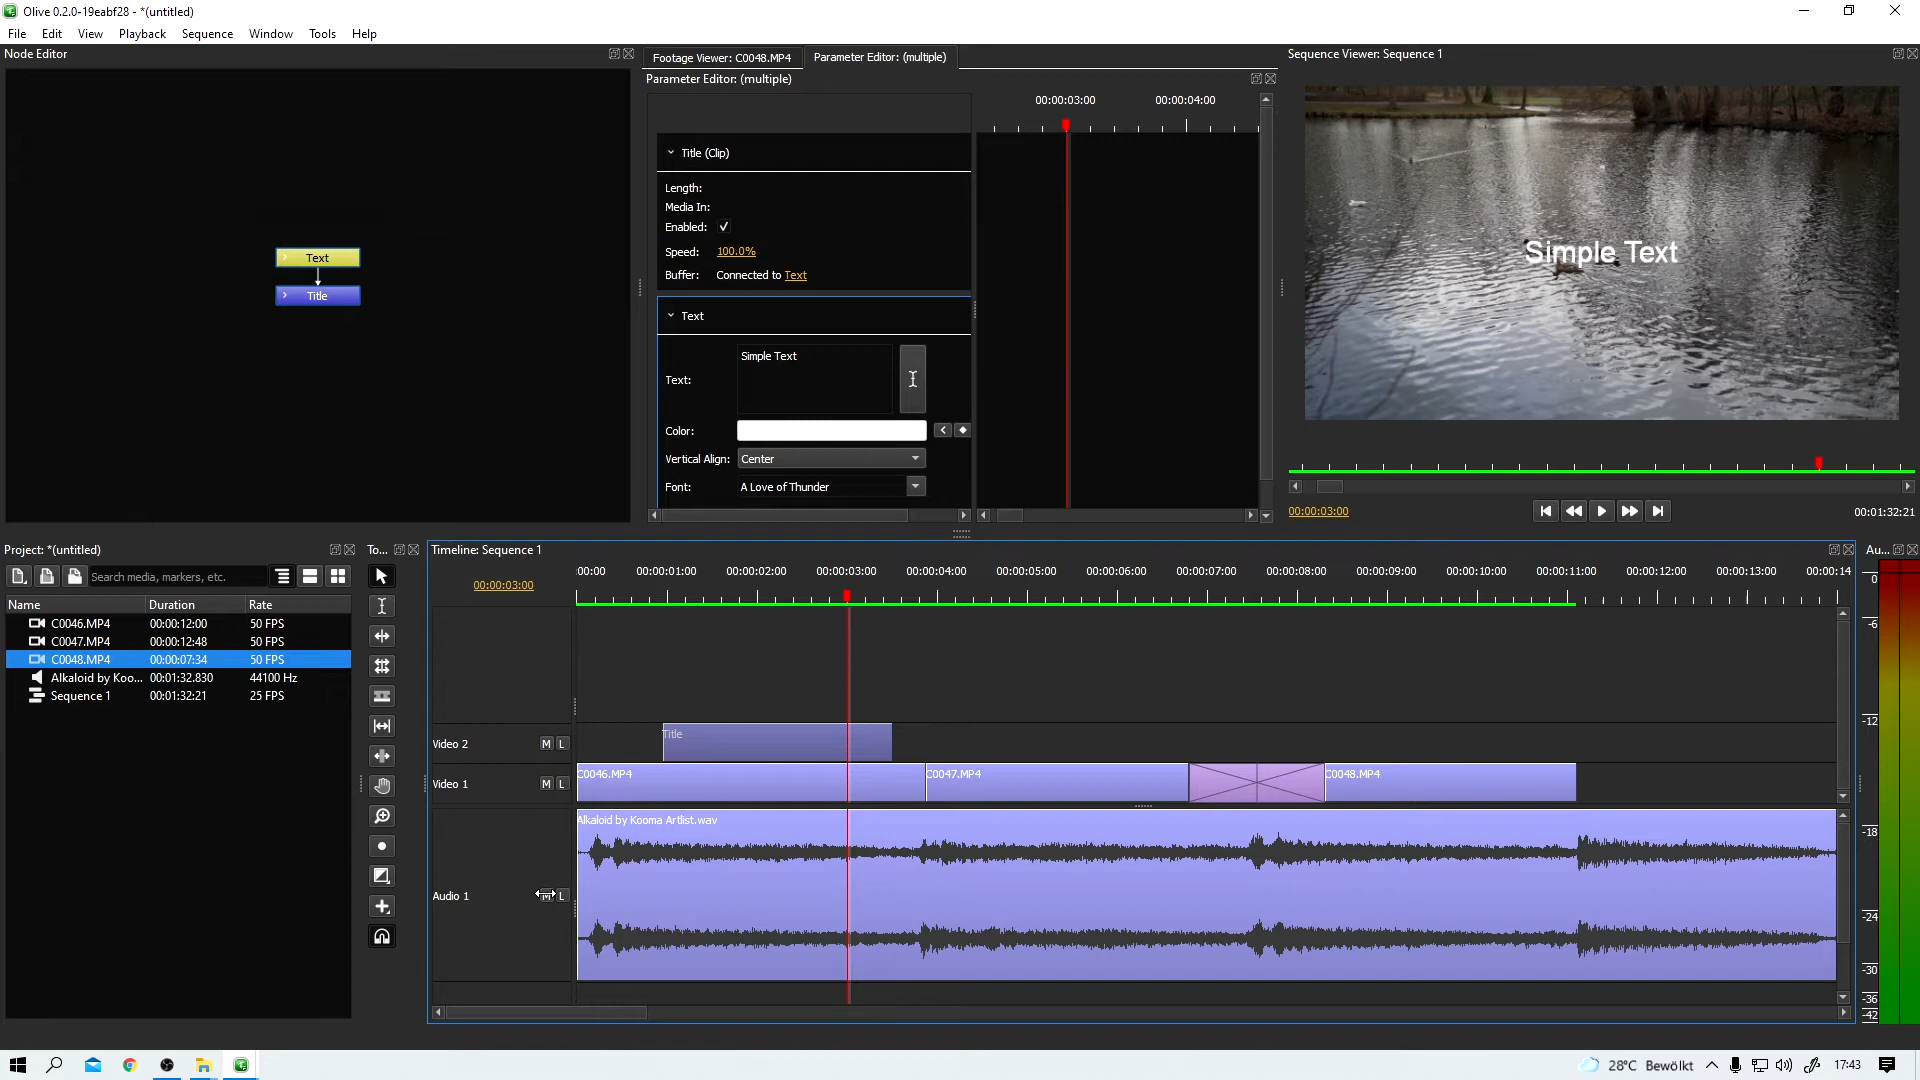 Olive 0.2.0-19eabf28 - *(untitled)
File Edit View Playback Sequence Window Tools Help
Node Editor
Text
Title
Footage Viewer: C0048.MP4 Parameter Editor: (multiple)
Parameter Editor: (multiple)
00:00:03:00 00:00:04:00
Title (Clip)
Length:
Media In:
Enabled:
Speed: 100.0%
Buffer: Connected to Text
Text
Text: Simple Text
Color:
Vertical Align: Center
Font: A Love of Thunder
Sequence Viewer: Sequence 1
Simple Text
00:00:03:00 00:01:32:21
Project: *(untitled)
Search media, markers, etc.
Name Duration Rate
C0046.MP4 00:00:12:00 50 FPS
C0047.MP4 00:00:12:48 50 FPS
C0048.MP4 00:00:07:34 50 FPS
Alkaloid by Koo... 00:01:32.830 44100 Hz
Sequence 1 00:01:32:21 25 FPS
To...
Timeline: Sequence 1
00:00:03:00
:00:00 00:00:01:00 00:00:02:00 00:00:03:00 00:00:04:00 00:00:05:00 00:00:06:00 00:00:07:00 00:00:08:00 00:00:09:00 00:00:10:00 00:00:11:00 00:00:12:00 00:00:13:00 00:00:14
Video 2 M L
Title
Video 1 M L
C0046.MP4 C0047.MP4 C0048.MP4
Audio 1 M L
Alkaloid by Kooma Artlist.wav
Au...
0
-6
-12
-18
-24
-30
-36
-42
28°C Bewölkt 17:43